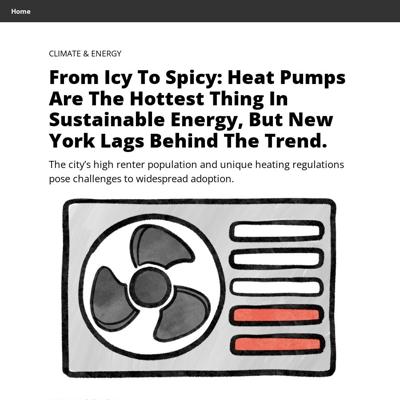 Home
CLIMATE & ENERGY
From Icy To Spicy: Heat Pumps
Are The Hottest Thing In
Sustainable Energy, But New
York Lags Behind The Trend.
The city’s high renter population and unique heating regulations
pose challenges to widespread adoption.